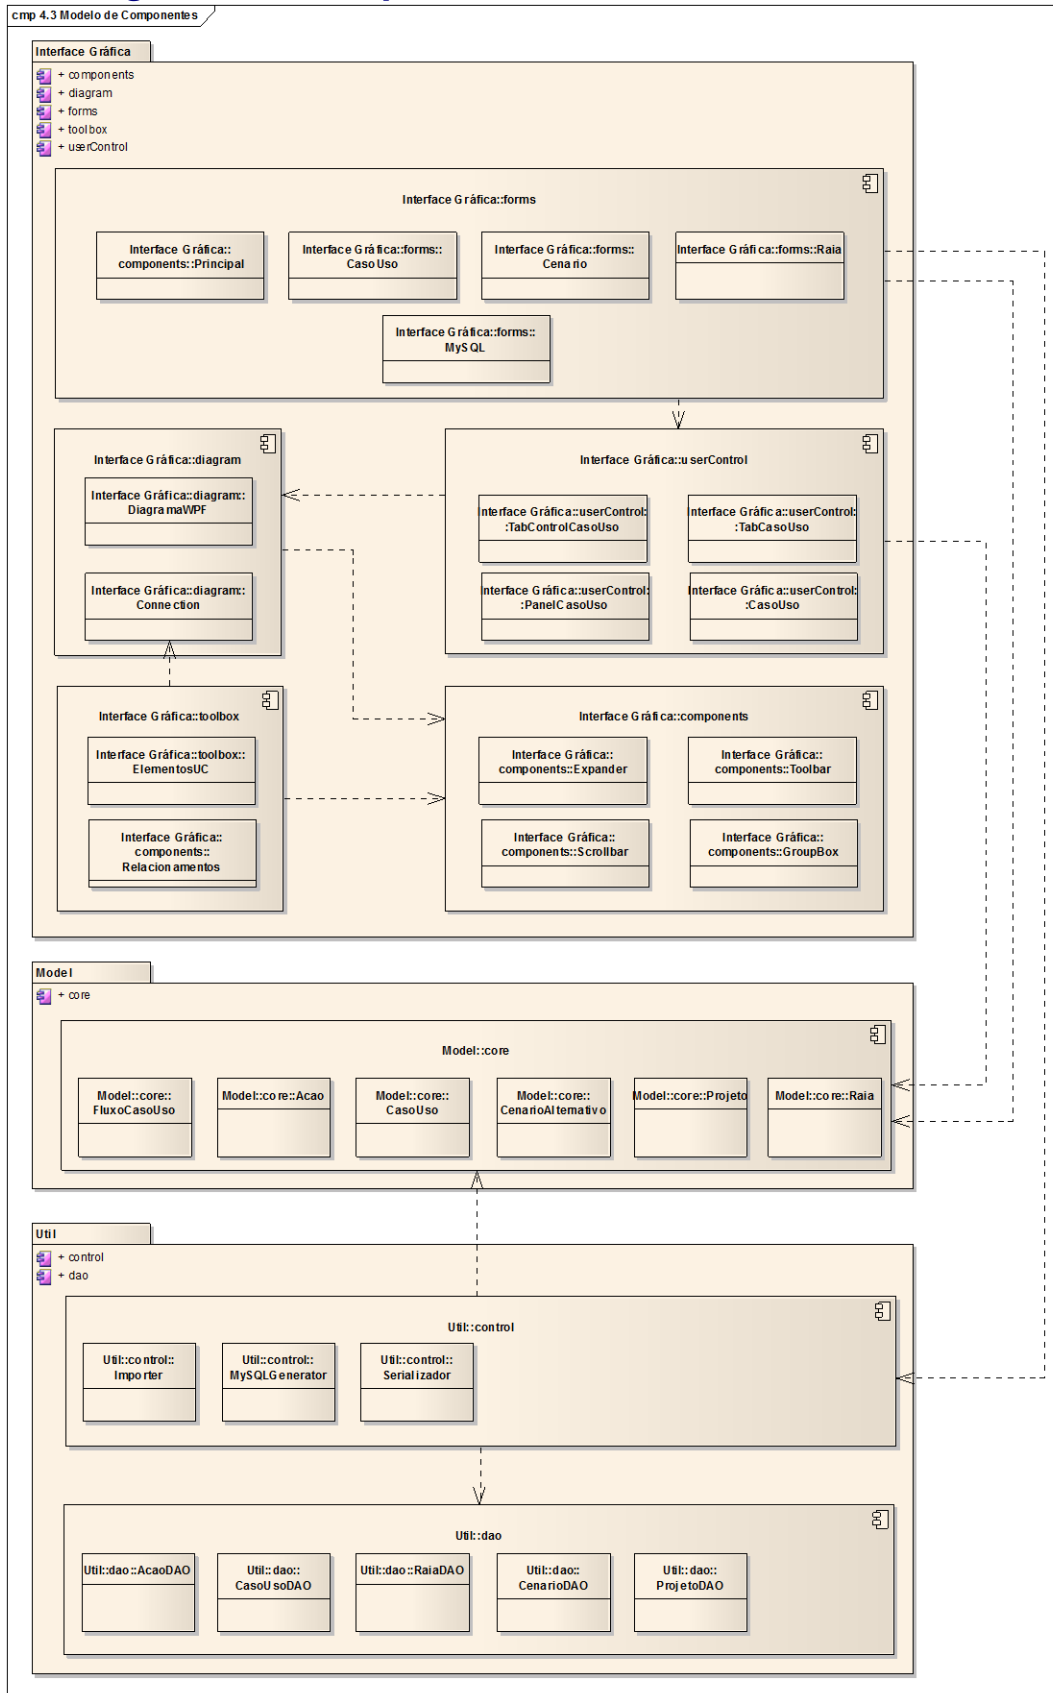 cmp 4.3 Modelo de Componentes
Interface Gráfica
+ components
+ diagram
+ forms
+ toolbox
+ userControl
Interface Gráfica::forms
Interface Gráfica::
components::Principal
Interface Gráfica::forms::
CasoUso
Interface Gráfica::forms::
Cenario
Interface Gráfica::forms::Raia
Interface Gráfica::forms::
MySQL
Interface Gráfica::diagram
Interface Gráfica::diagram::
DiagramaWPF
Interface Gráfica::diagram::
Connection
Interface Gráfica::userControl
Interface Gráfica::userControl:
:TabControlCasoUso
Interface Gráfica::userControl:
:TabCasoUso
Interface Gráfica::userControl:
:PanelCasoUso
Interface Gráfica::userControl:
:CasoUso
Interface Gráfica::toolbox
Interface Gráfica::toolbox::
ElementosUC
Interface Gráfica::
components::
Relacionamentos
Interface Gráfica::components
Interface Gráfica::
components::Expander
Interface Gráfica::
components::Toolbar
Interface Gráfica::
components::Scrollbar
Interface Gráfica::
components::GroupBox
Model
+ core
Model::core
Model::core::
FluxoCasoUso
Model::core::Acao
Model::core::
CasoUso
Model::core::
CenarioAlternativo
Model::core::Projeto
Model::core::Raia
Util
+ control
+ dao
Util::control
Util::control::
Importer
Util::control::
MySQLGenerator
Util::control::
Serializador
Util::dao
Util::dao::AcaoDAO
Util::dao::
CasoUsoDAO
Util::dao::RaiaDAO
Util::dao::
CenarioDAO
Util::dao::
ProjetoDAO